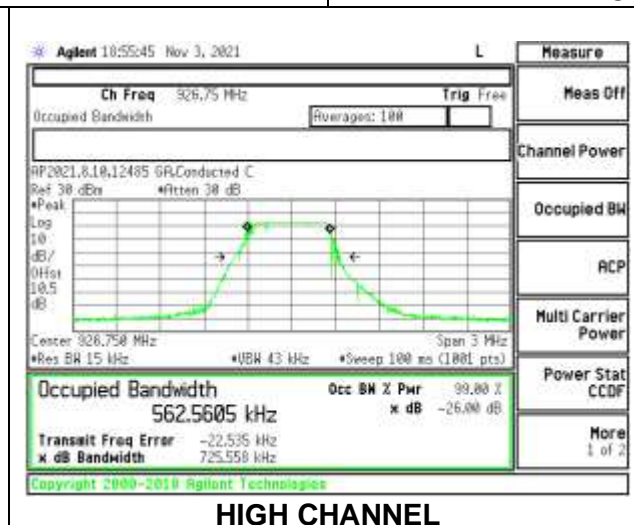 Agilent 18:55:45 Nov 3, 2021 L
Measure
Ch Freq 926.75 MHz Trig Free
Occupied Bandwidth Averages: 100
Meas Off
Channel Power
AP2021.8.10,12485 GA,Conducted C
Ref 30 dBm #Atten 30 dB
#Peak
Log
10
dB/
Offst
10.5
dB
Occupied BW
ACP
Multi Carrier
Power
Center 926.750 MHz Span 3 MHz
#Res BW 15 kHz #VBW 43 kHz #Sweep 100 ms (1001 pts)
Power Stat
CCDF
Occupied Bandwidth Occ BW % Pwr 99.00 %
562.5605 kHz x dB -26.00 dB
Transmit Freq Error -22.535 kHz
x dB Bandwidth 725.558 kHz
More
1 of 2
Copyright 2000-2010 Agilent Technologies
HIGH CHANNEL